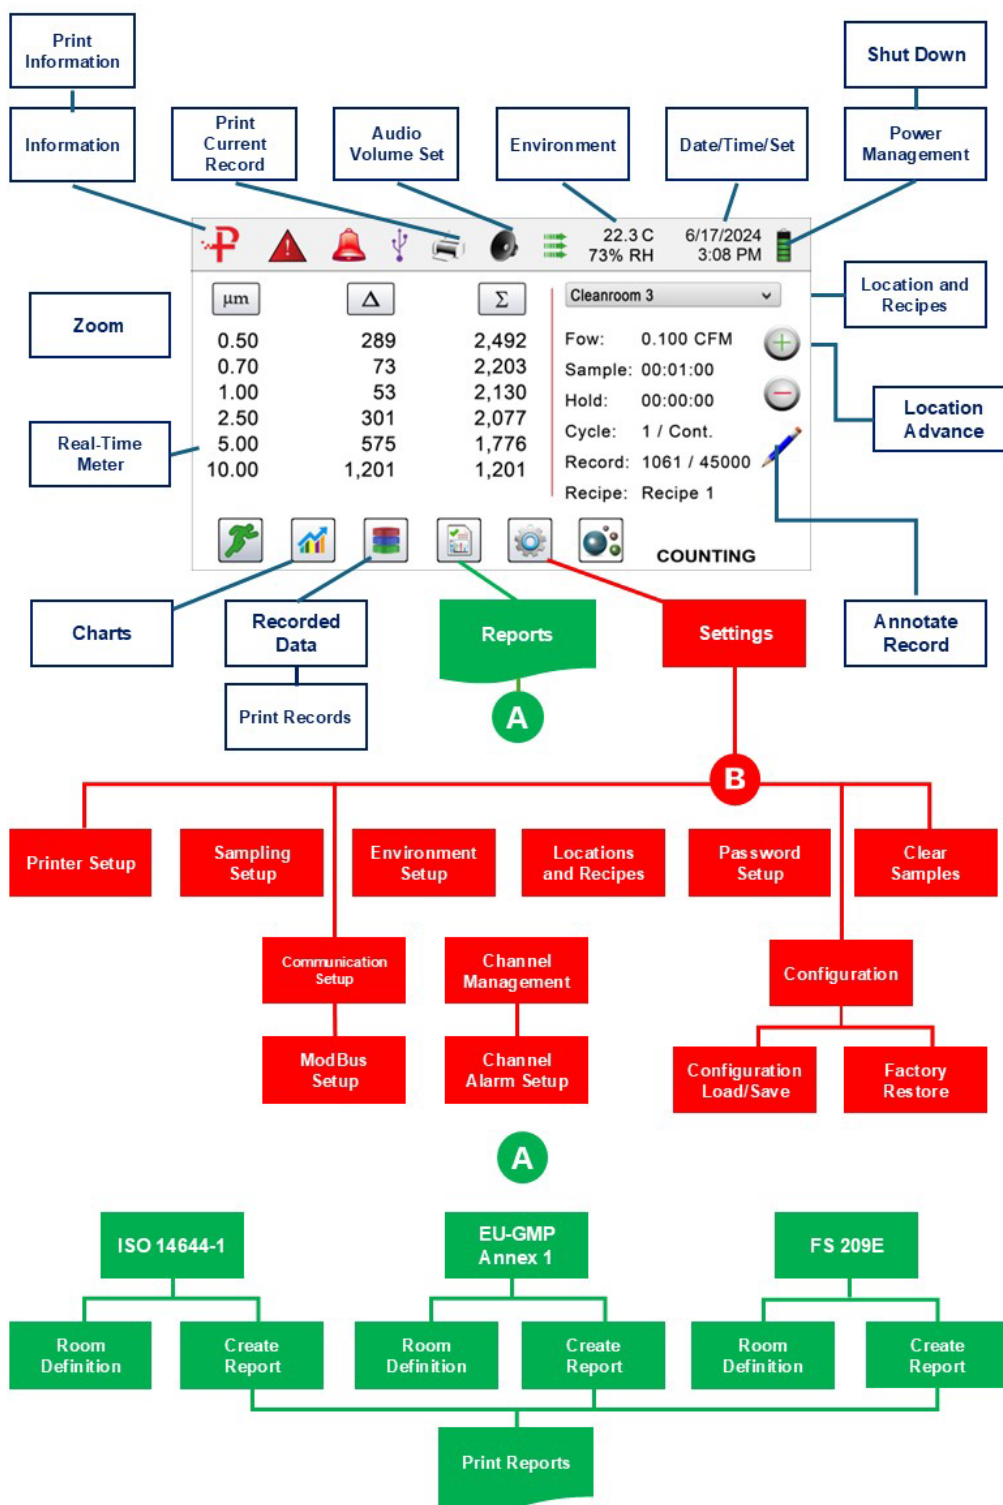 Print
Information
Shut Down
Information
Print
Current
Record
Audio
Volume Set
Environment
Date/Time/Set
Power
Management
22.3 C
73% RH
6/17/2024
3:08 PM
Zoom
Real-Time
Meter
µm Δ Σ
0.50 289 2,492
0.70 73 2,203
1.00 53 2,130
2.50 301 2,077
5.00 575 1,776
10.00 1,201 1,201
Cleanroom 3
Fow: 0.100 CFM
Sample: 00:01:00
Hold: 00:00:00
Cycle: 1 / Cont.
Record: 1061 / 45000
Recipe: Recipe 1
COUNTING
Location and
Recipes
Location
Advance
Charts
Recorded
Data
Print Records
Reports
Settings
Annotate
Record
A
B
Printer Setup
Sampling
Setup
Environment
Setup
Locations
and Recipes
Password
Setup
Clear
Samples
Communication
Setup
Channel
Management
Configuration
ModBus
Setup
Channel
Alarm Setup
Configuration
Load/Save
Factory
Restore
A
ISO 14644-1
EU-GMP
Annex 1
FS 209E
Room
Definition
Create
Report
Room
Definition
Create
Report
Room
Definition
Create
Report
Print Reports